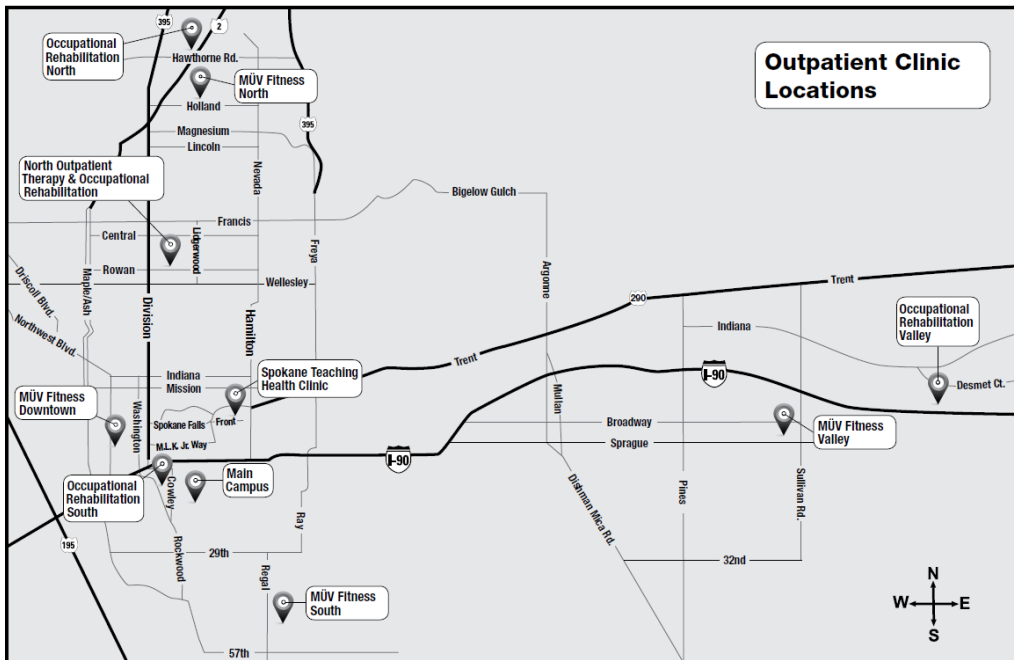 Outpatient Clinic
Locations
395
2
Occupational
Rehabilitation
North
Hawthorne Rd.
MÜV Fitness
North
Holland
395
Magnesium
Lincoln
North Outpatient
Therapy & Occupational
Rehabilitation
Nevada
Bigelow Gulch
Francis
Central
Lidgerwood
Freya
Rowan
Maple/Ash
Wellesley
Driscoll Blvd.
Division
Hamilton
Northwest Blvd.
Argonne
Trent
290
Indiana
Occupational
Rehabilitation
Valley
Trent
Indiana
Mission
Spokane Teaching
Health Clinic
I-90
Desmet Ct.
Mullan
MÜV Fitness
Downtown
Washington
Spokane Falls
Front
Broadway
MÜV Fitness
Valley
M.L.K. Jr. Way
Sprague
I-90
Occupational
Rehabilitation
South
Cowley
Main
Campus
Dishman Mica Rd.
Pines
Sullivan Rd.
Ray
195
29th
Rockwood
Regal
32nd
MÜV Fitness
South
57th
N
W
E
S